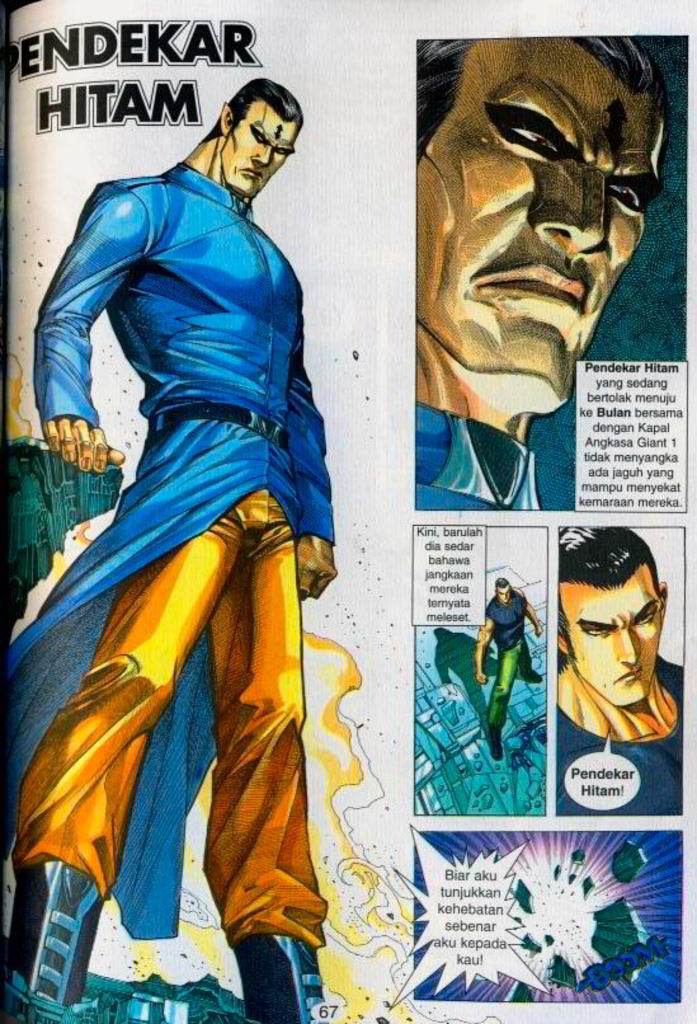 PENDEKAR
HITAM
Pendekar Hitam
yang sedang
bertolak menuju
ke Bulan bersama
dengan Kapal
Angkasa Giant 1
tidak menyangka
ada jaguh yang
mampu menyekat
kemaraan mereka.
Kini, barulah
dia sedar
bahawa
jangkaan
mereka
ternyata
meleset.
Pendekar
Hitam!
Biar aku
tunjukkan
kehebatan
sebenar
aku kepada
kau!
BOOM
67